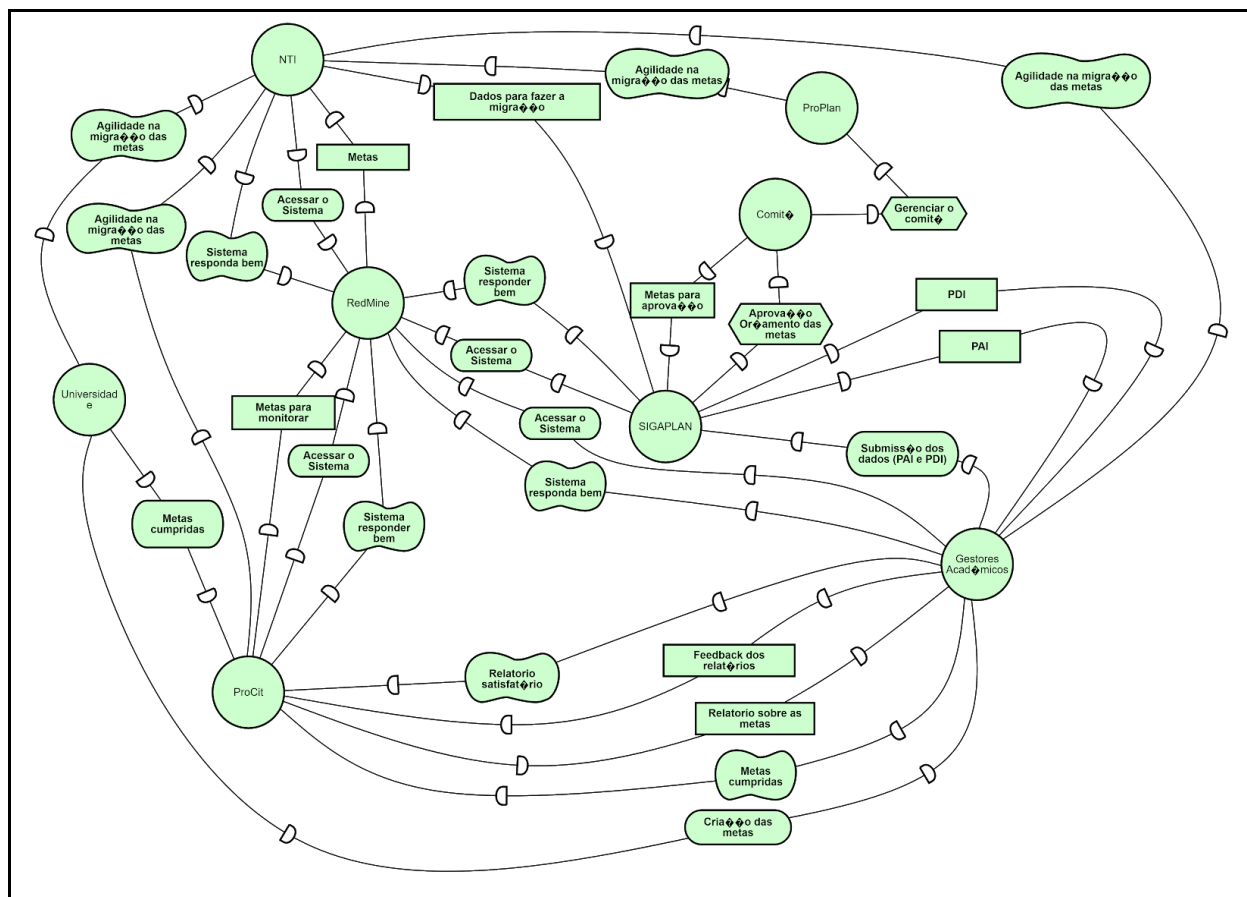 NTI
Agilidade na
migra��o das metas
Agilidade na migra��o
das metas
Dados para fazer a
migra��o
ProPlan
Agilidade na
migra��o das
metas
Metas
Acessar o
Sistema
Gerenciar o
comit�
Comit�
Agilidade na
migra��o das
metas
Sistema
responda bem
RedMine
Sistema
responder
bem
Metas para
aprova��o
Aprova��o
Or�amento das
metas
PDI
PAI
Acessar o
Sistema
Universidad
e
Metas para
monitorar
Acessar o
Sistema
SIGAPLAN
Acessar o
Sistema
Submiss�o dos
dados (PAI e PDI)
Sistema
responda bem
Metas
cumpridas
Sistema
responder
bem
Gestores
Acad�micos
ProCit
Relatorio
satisfat�rio
Feedback dos
relat�rios
Relatorio sobre as
metas
Metas
cumpridas
Cria��o das
metas